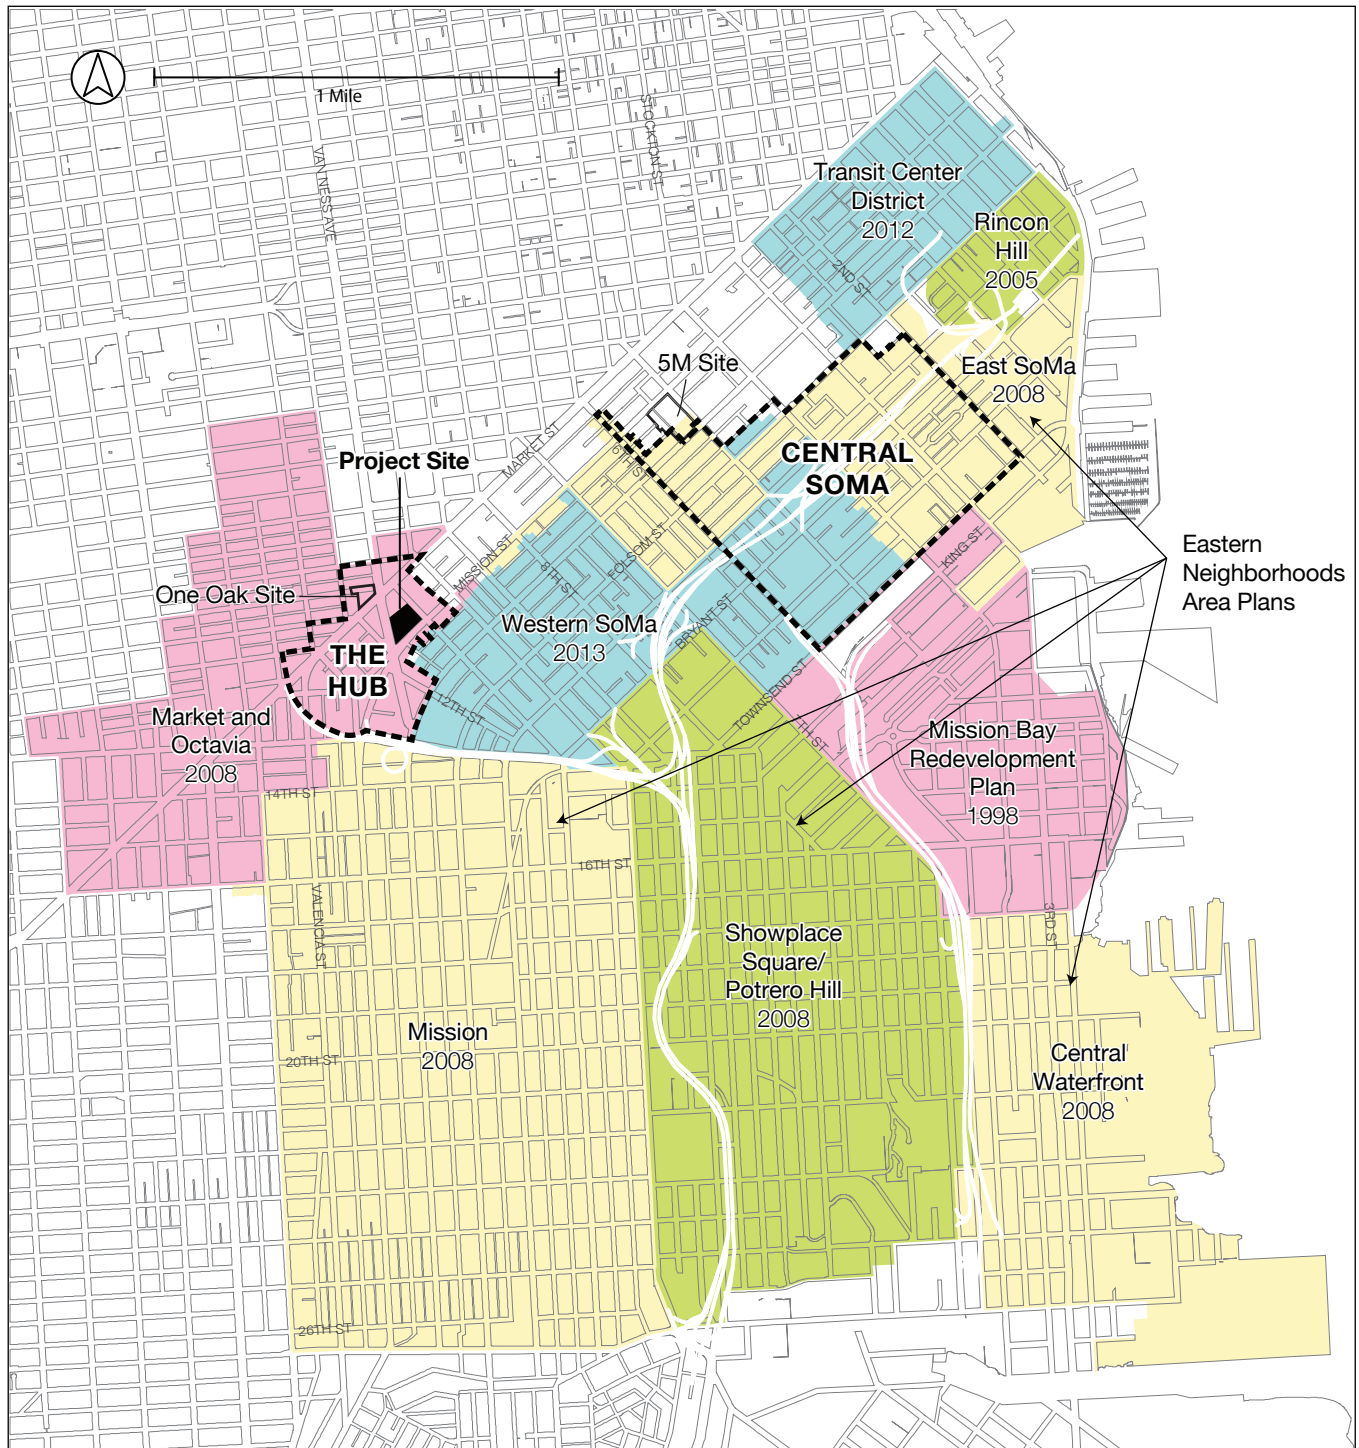 1 Mile
VAN NESS AVE
STOCKTON ST
Transit Center
District
2012
Rincon
Hill
2005
2ND ST
5M Site
East SoMa
2008
MARKET ST
6TH ST
CENTRAL
SOMA
Project Site
MISSION ST
8TH ST
FOLSOM ST
KING ST
Eastern
Neighborhoods
Area Plans
One Oak Site
Western SoMa
2013
BRYANT ST
THE
HUB
12TH ST
TOWNSEND ST
7TH ST
Market and
Octavia
2008
Mission Bay
Redevelopment
Plan
1998
14TH ST
16TH ST
VALENCIA ST
3RD ST
Showplace
Square/
Potrero Hill
2008
Mission
2008
20TH ST
Central
Waterfront
2008
26TH ST